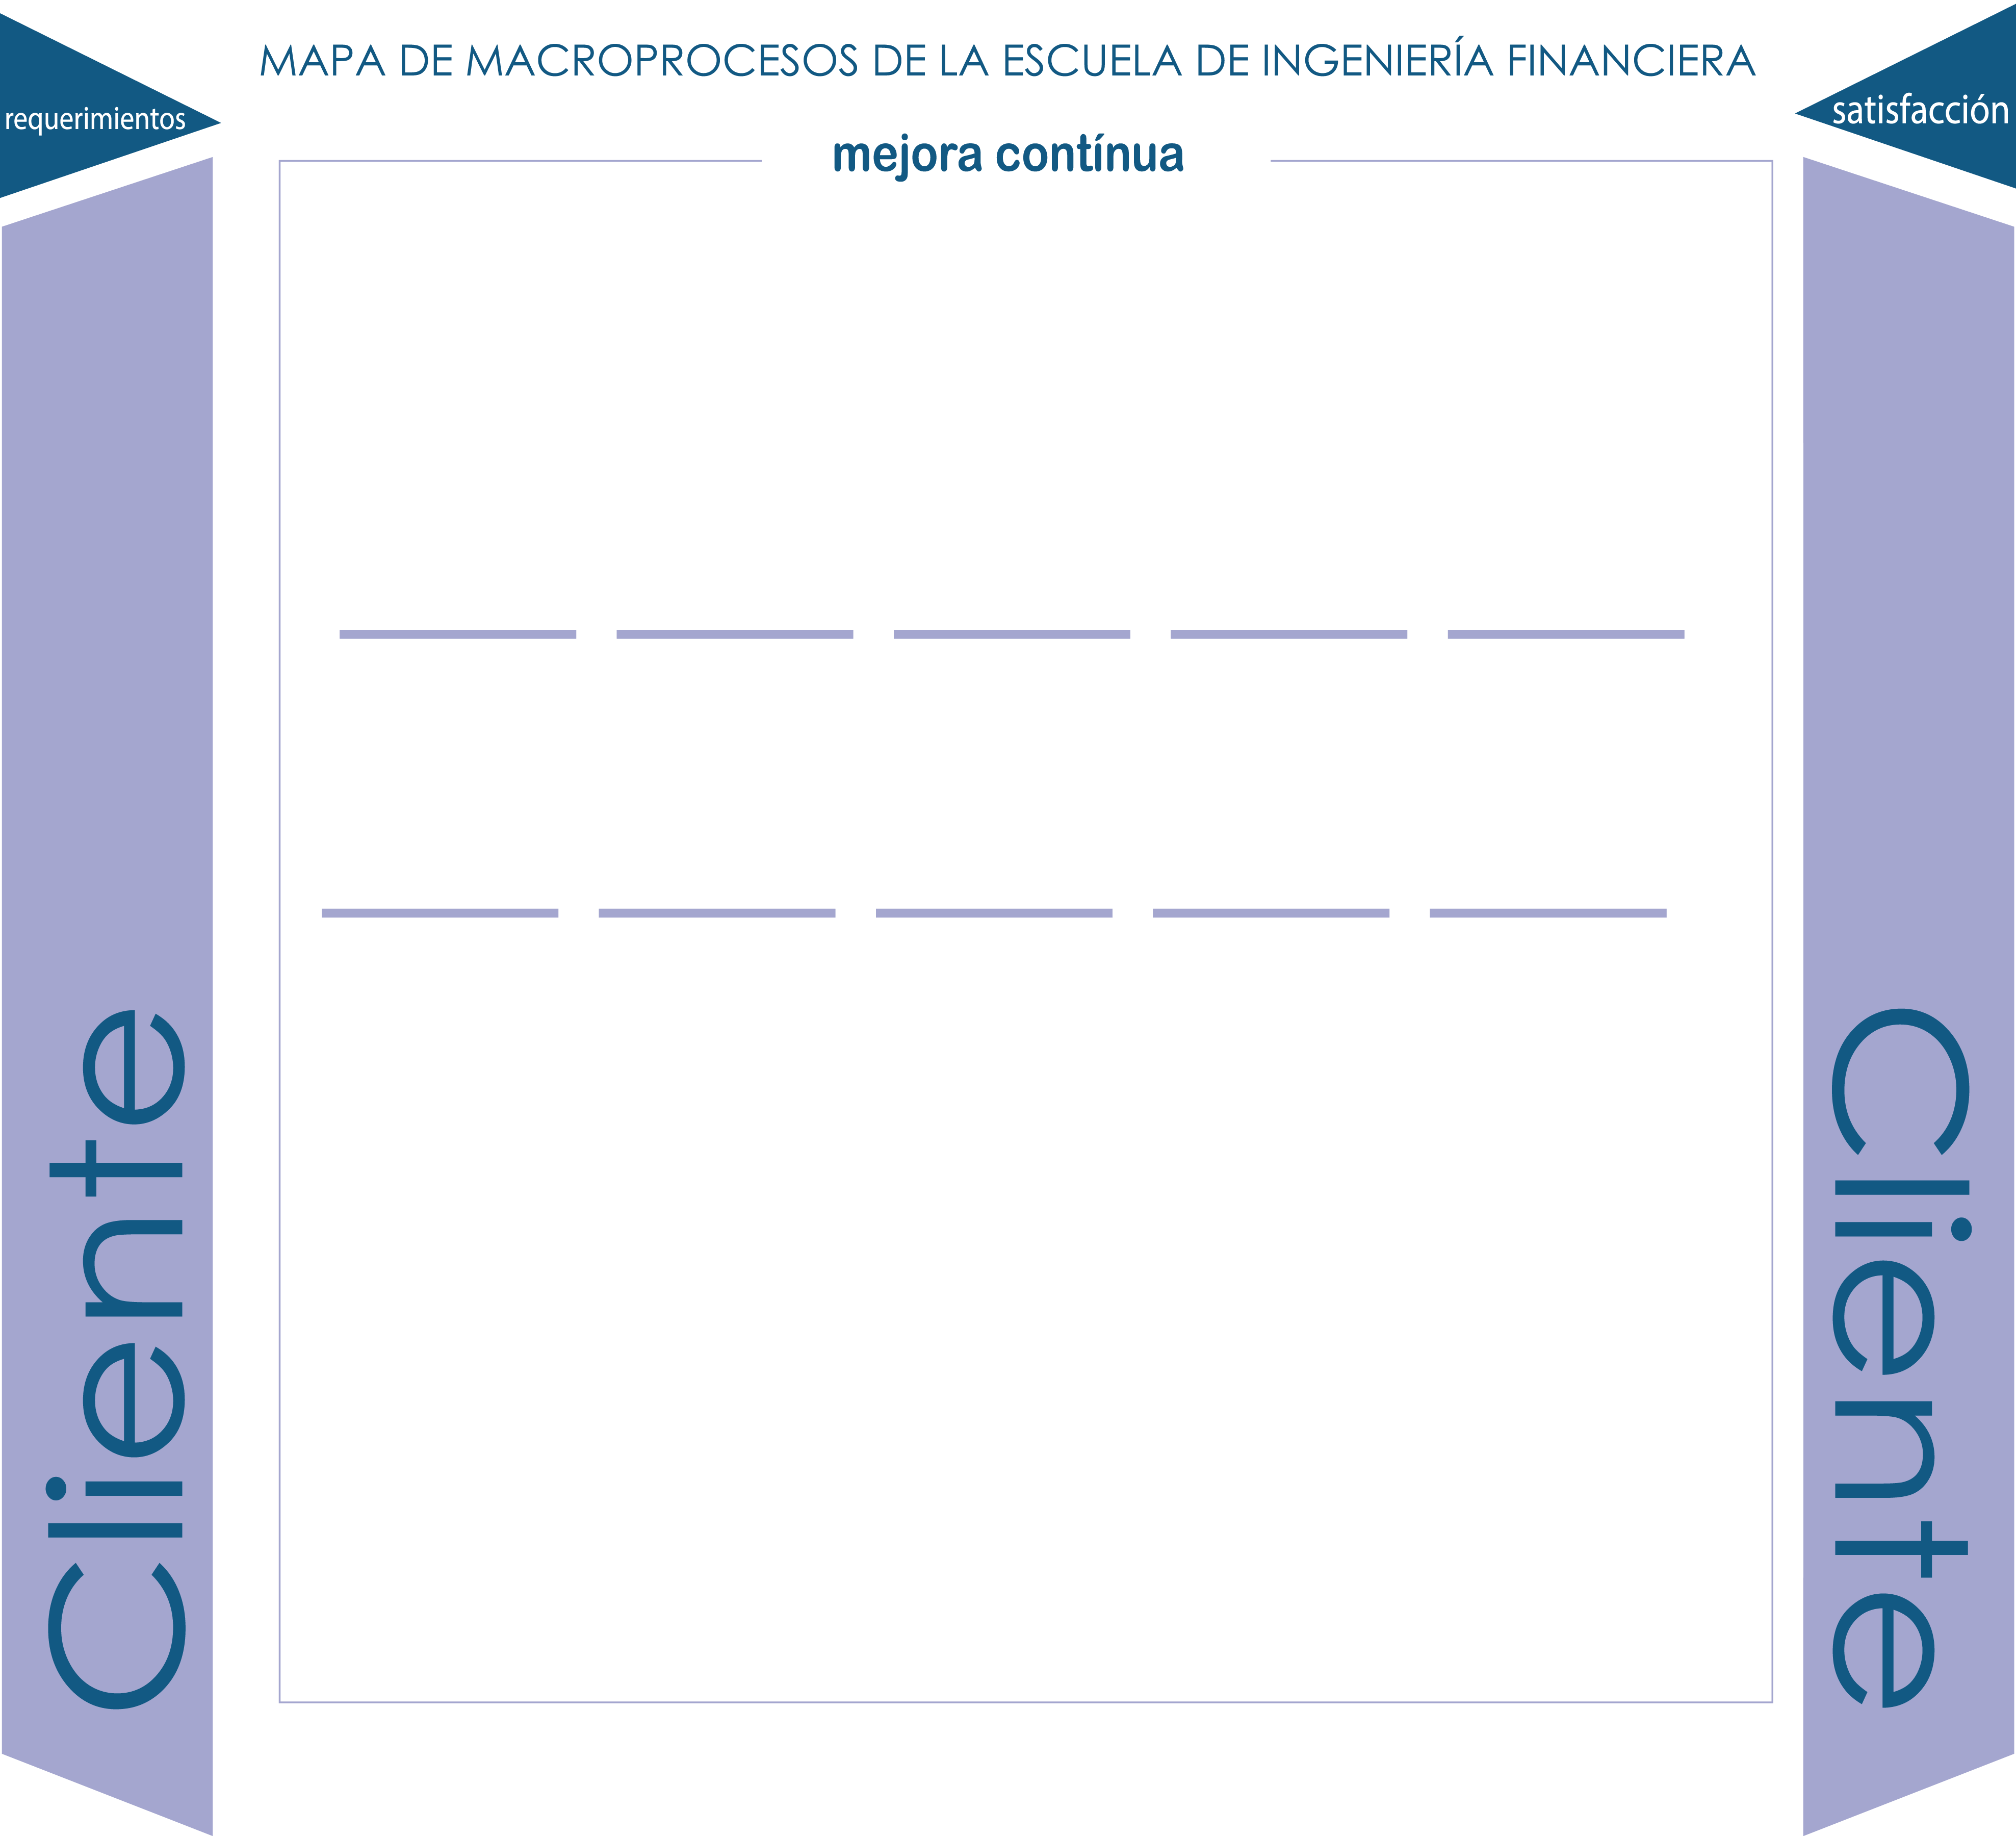 MAPA DE MACROPROCESOS DE LA ESCUELA DE INGENIERÍA FINANCIERA
requerimientos
satisfacción
mejora contínua
Cliente
Cliente